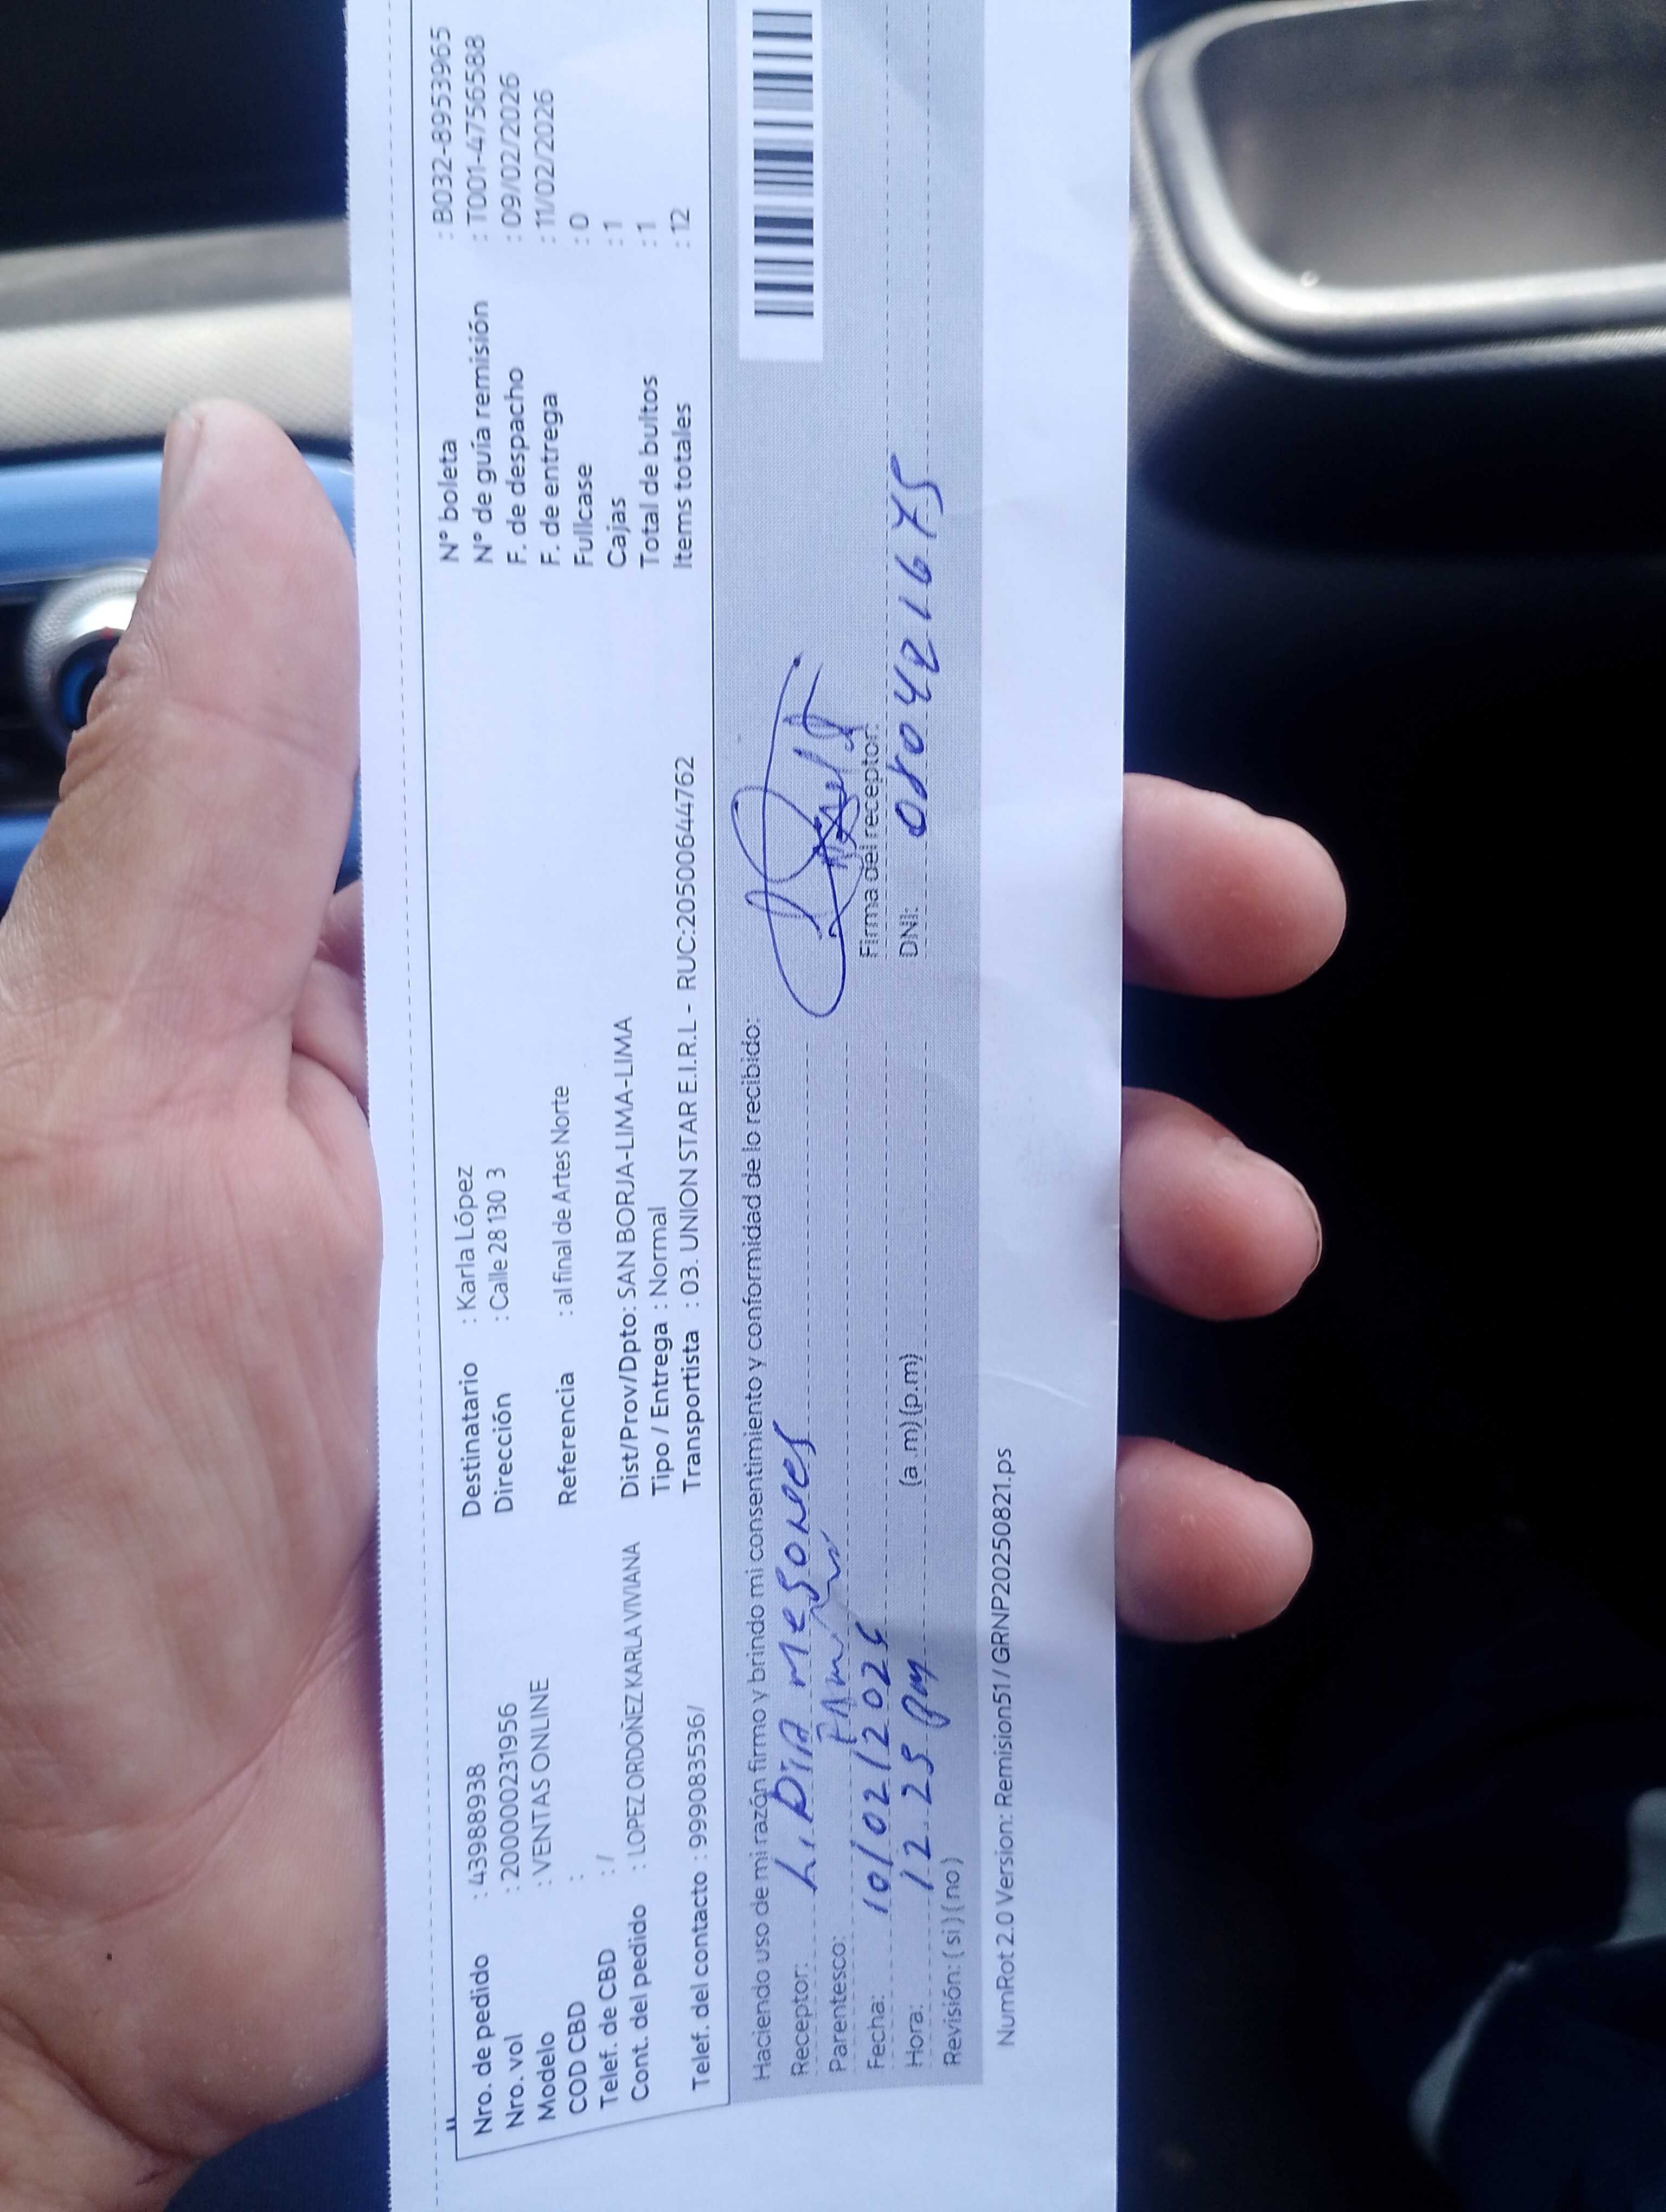 Nro. de pedido : 43988938
Nro. vol : 200000231956
Modelo : VENTAS ONLINE
COD CBD :
Telef. de CBD : /
Cont. del pedido : LOPEZ ORDOÑEZ KARLA VIVIANA
Telef. del contacto : 999083536/
Destinatario : Karla López
Dirección : Calle 28 130 3
Referencia : al final de Artes Norte
Dist/Prov/Dpto: SAN BORJA-LIMA-LIMA
Tipo / Entrega : Normal
Transportista : 03. UNION STAR E.I.R.L - RUC:20500644762
N° boleta : B032-8953965
N° de guía remisión : T001-4756588
F. de despacho : 09/02/2026
F. de entrega : 11/02/2026
Fullcase : 0
Cajas : 1
Total de bultos : 1
Items totales : 12
Haciendo uso de mi razón firmo y brindo mi consentimiento y conformidad de lo recibido:
Receptor: LiDiA Mesones
Parentesco:
Fecha: 10/02/2026
Hora: 12.25 pm (a .m) (p.m)
Revisión: ( si ) ( no )
Firma del receptor:
DNI: 080421675
NumRot 2.0 Version: Remision51 / GRNP20250821.ps